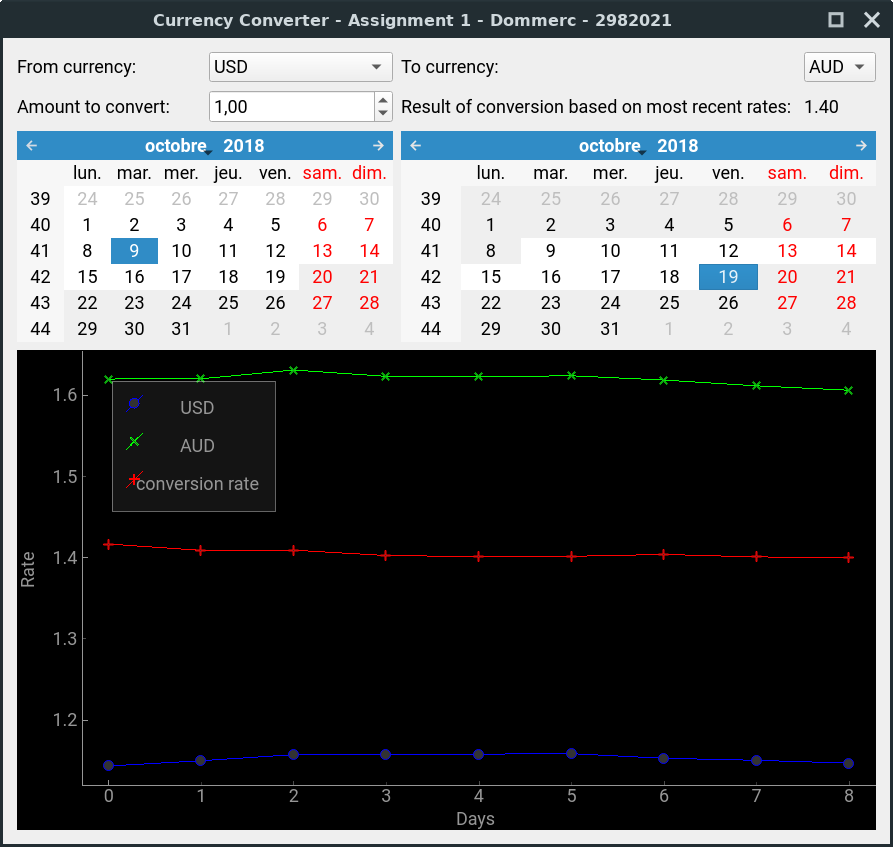 Currency Converter - Assignment 1 - Dommerc - 2982021
From currency: USD To currency: AUD
Amount to convert: 1,00 Result of conversion based on most recent rates: 1.40
octobre 2018
lun. mar. mer. jeu. ven. sam. dim.
39 24 25 26 27 28 29 30
40 1 2 3 4 5 6 7
41 8 9 10 11 12 13 14
42 15 16 17 18 19 20 21
43 22 23 24 25 26 27 28
44 29 30 31 1 2 3 4
octobre 2018
lun. mar. mer. jeu. ven. sam. dim.
39 24 25 26 27 28 29 30
40 1 2 3 4 5 6 7
41 8 9 10 11 12 13 14
42 15 16 17 18 19 20 21
43 22 23 24 25 26 27 28
44 29 30 31 1 2 3 4
1.6
1.5
1.4
1.3
1.2
Rate
USD
AUD
conversion rate
0 1 2 3 4 5 6 7 8
Days